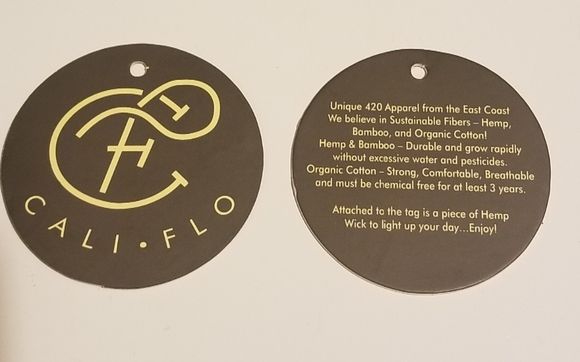 CALI • FLO
Unique 420 Apparel from the East Coast
We believe in Sustainable Fibers – Hemp,
Bamboo, and Organic Cotton!
Hemp & Bamboo – Durable and grow rapidly
without excessive water and pesticides.
Organic Cotton – Strong, Comfortable, Breathable
and must be chemical free for at least 3 years.
Attached to the tag is a piece of Hemp
Wick to light up your day...Enjoy!